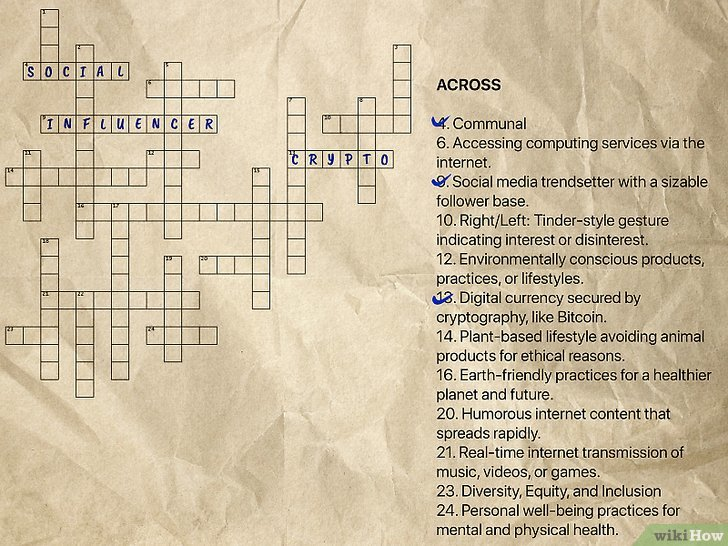 ACROSS
4. Communal
6. Accessing computing services via the
internet.
9. Social media trendsetter with a sizable
follower base.
10. Right/Left: Tinder-style gesture
indicating interest or disinterest.
12. Environmentally conscious products,
practices, or lifestyles.
13. Digital currency secured by
cryptography, like Bitcoin.
14. Plant-based lifestyle avoiding animal
products for ethical reasons.
16. Earth-friendly practices for a healthier
planet and future.
20. Humorous internet content that
spreads rapidly.
21. Real-time internet transmission of
music, videos, or games.
23. Diversity, Equity, and Inclusion
24. Personal well-being practices for
mental and physical health.
1
2
3
4 SOCIAL
5
6
7
8
9 INFLUENCER
10
11
12
13 CRYPTO
14
15
16
17
18
19
20
21
22
23
24
wikiHow